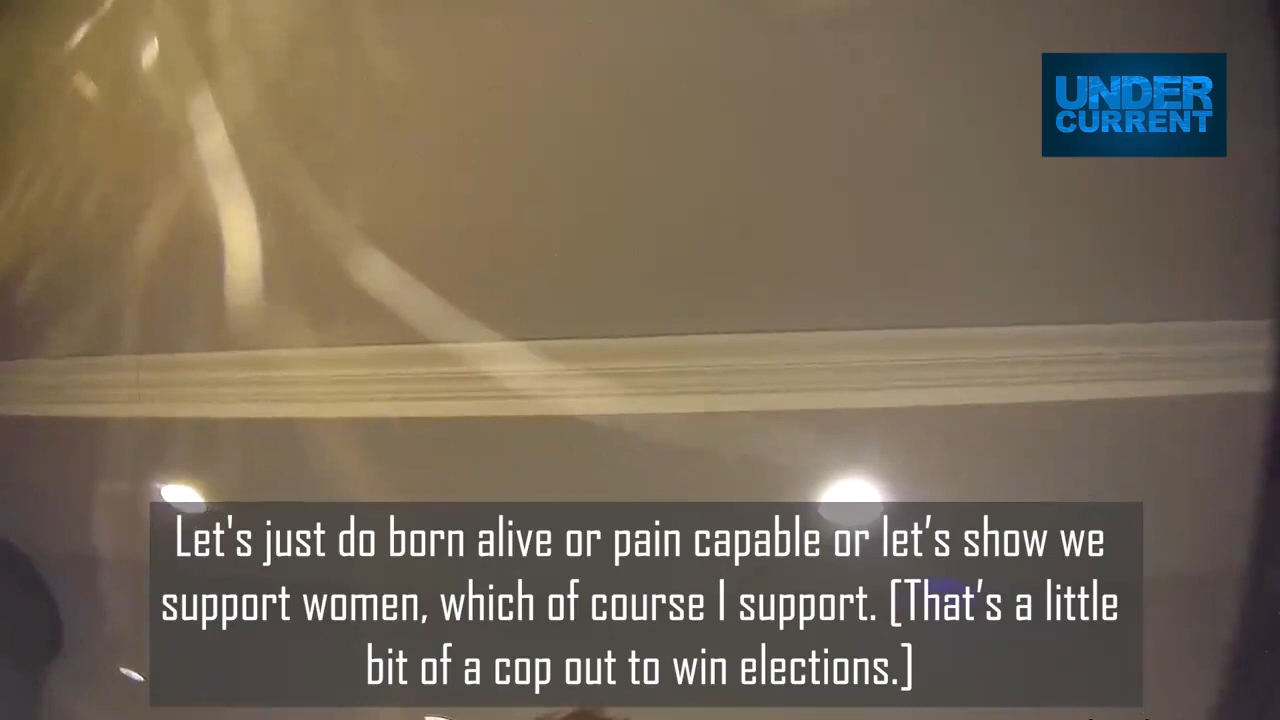 UNDER
CURRENT
Let's just do born alive or pain capable or let’s show we
support women, which of course I support. [That’s a little
bit of a cop out to win elections.]